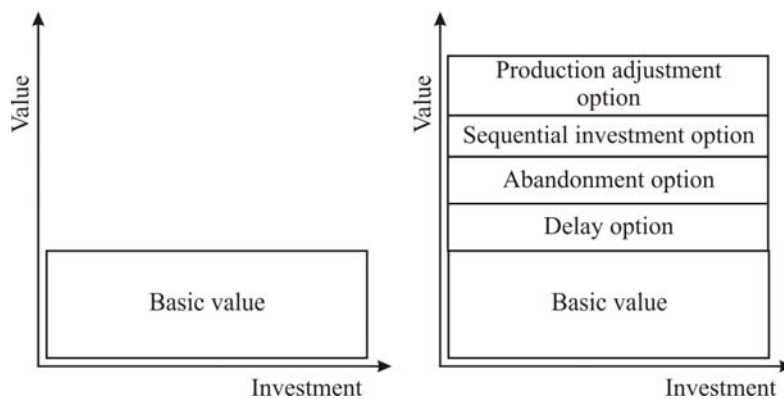 Value
Basic value
Investment
Value
Production adjustment
option
Sequential investment option
Abandonment option
Delay option
Basic value
Investment